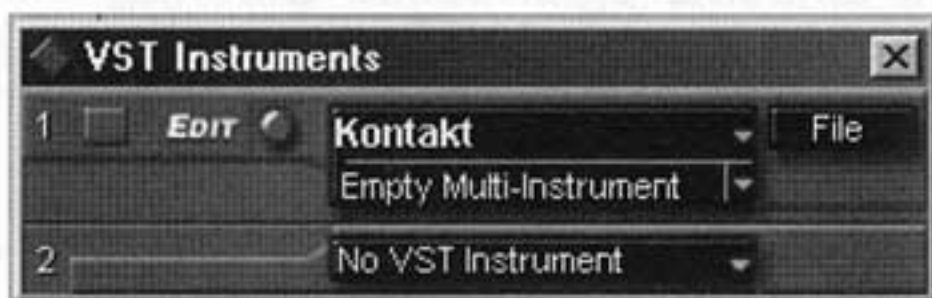 VST Instruments
1 EDIT Kontakt File
Empty Multi-Instrument
2 No VST Instrument